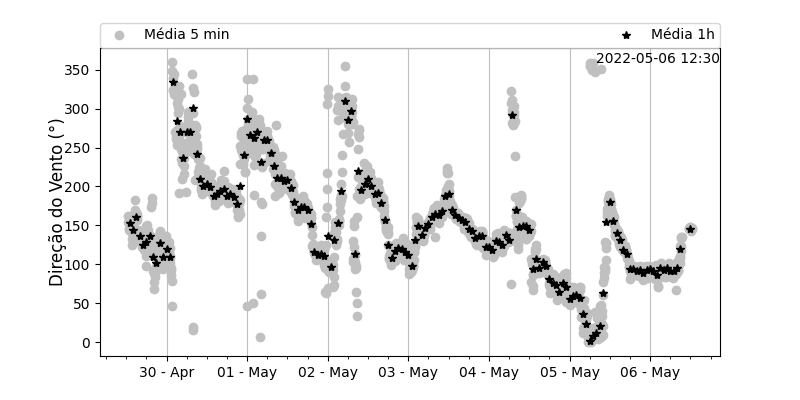 Média 5 min
Média 1h
2022-05-06 12:30
Direção do Vento (°)
350
300
250
200
150
100
50
0
30 - Apr
01 - May
02 - May
03 - May
04 - May
05 - May
06 - May